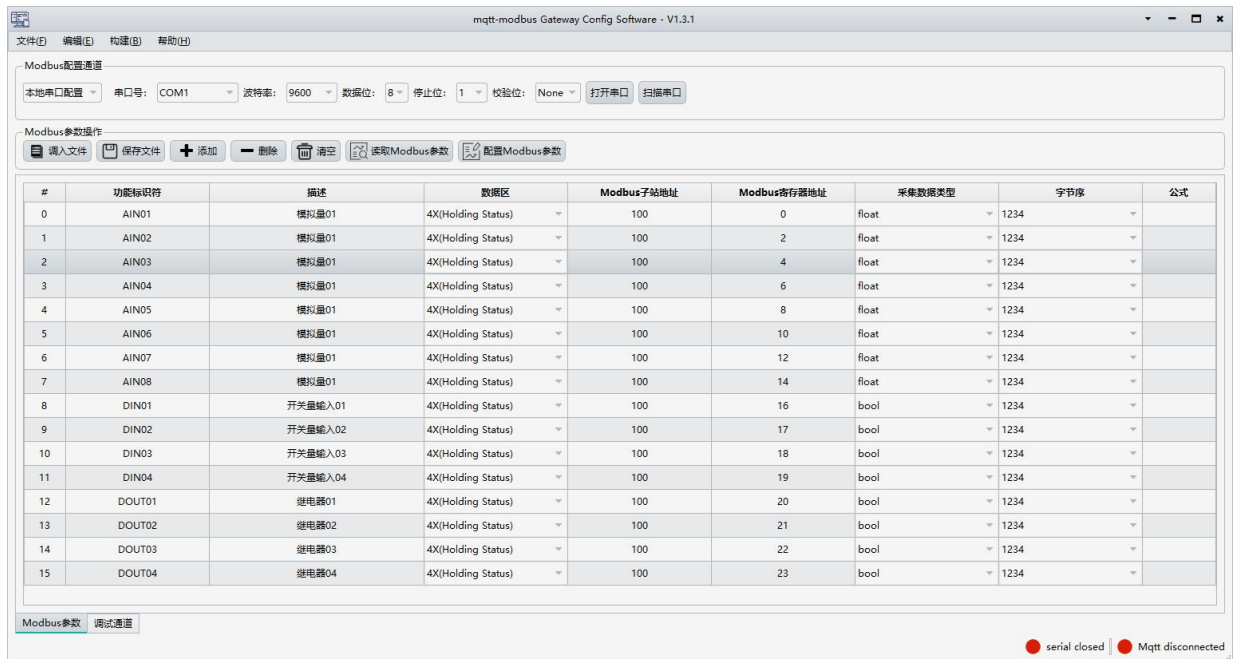 mqtt-modbus Gateway Config Software - V1.3.1
文件(F) 编辑(E) 构建(B) 帮助(H)
Modbus配置通道
本地串口配置 串口号: COM1 波特率: 9600 数据位: 8 停止位: 1 校验位: None 打开串口 扫描串口
Modbus参数操作
调入文件 保存文件 添加 删除 清空 读取Modbus参数 配置Modbus参数
# 功能标识符 描述 数据区 Modbus子站地址 Modbus寄存器地址 采集数据类型 字节序 公式
0 AIN01 模拟量01 4X(Holding Status) 100 0 float 1234
1 AIN02 模拟量01 4X(Holding Status) 100 2 float 1234
2 AIN03 模拟量01 4X(Holding Status) 100 4 float 1234
3 AIN04 模拟量01 4X(Holding Status) 100 6 float 1234
4 AIN05 模拟量01 4X(Holding Status) 100 8 float 1234
5 AIN06 模拟量01 4X(Holding Status) 100 10 float 1234
6 AIN07 模拟量01 4X(Holding Status) 100 12 float 1234
7 AIN08 模拟量01 4X(Holding Status) 100 14 float 1234
8 DIN01 开关量输入01 4X(Holding Status) 100 16 bool 1234
9 DIN02 开关量输入02 4X(Holding Status) 100 17 bool 1234
10 DIN03 开关量输入03 4X(Holding Status) 100 18 bool 1234
11 DIN04 开关量输入04 4X(Holding Status) 100 19 bool 1234
12 DOUT01 继电器01 4X(Holding Status) 100 20 bool 1234
13 DOUT02 继电器02 4X(Holding Status) 100 21 bool 1234
14 DOUT03 继电器03 4X(Holding Status) 100 22 bool 1234
15 DOUT04 继电器04 4X(Holding Status) 100 23 bool 1234
Modbus参数 调试通道
serial closed Mqtt disconnected